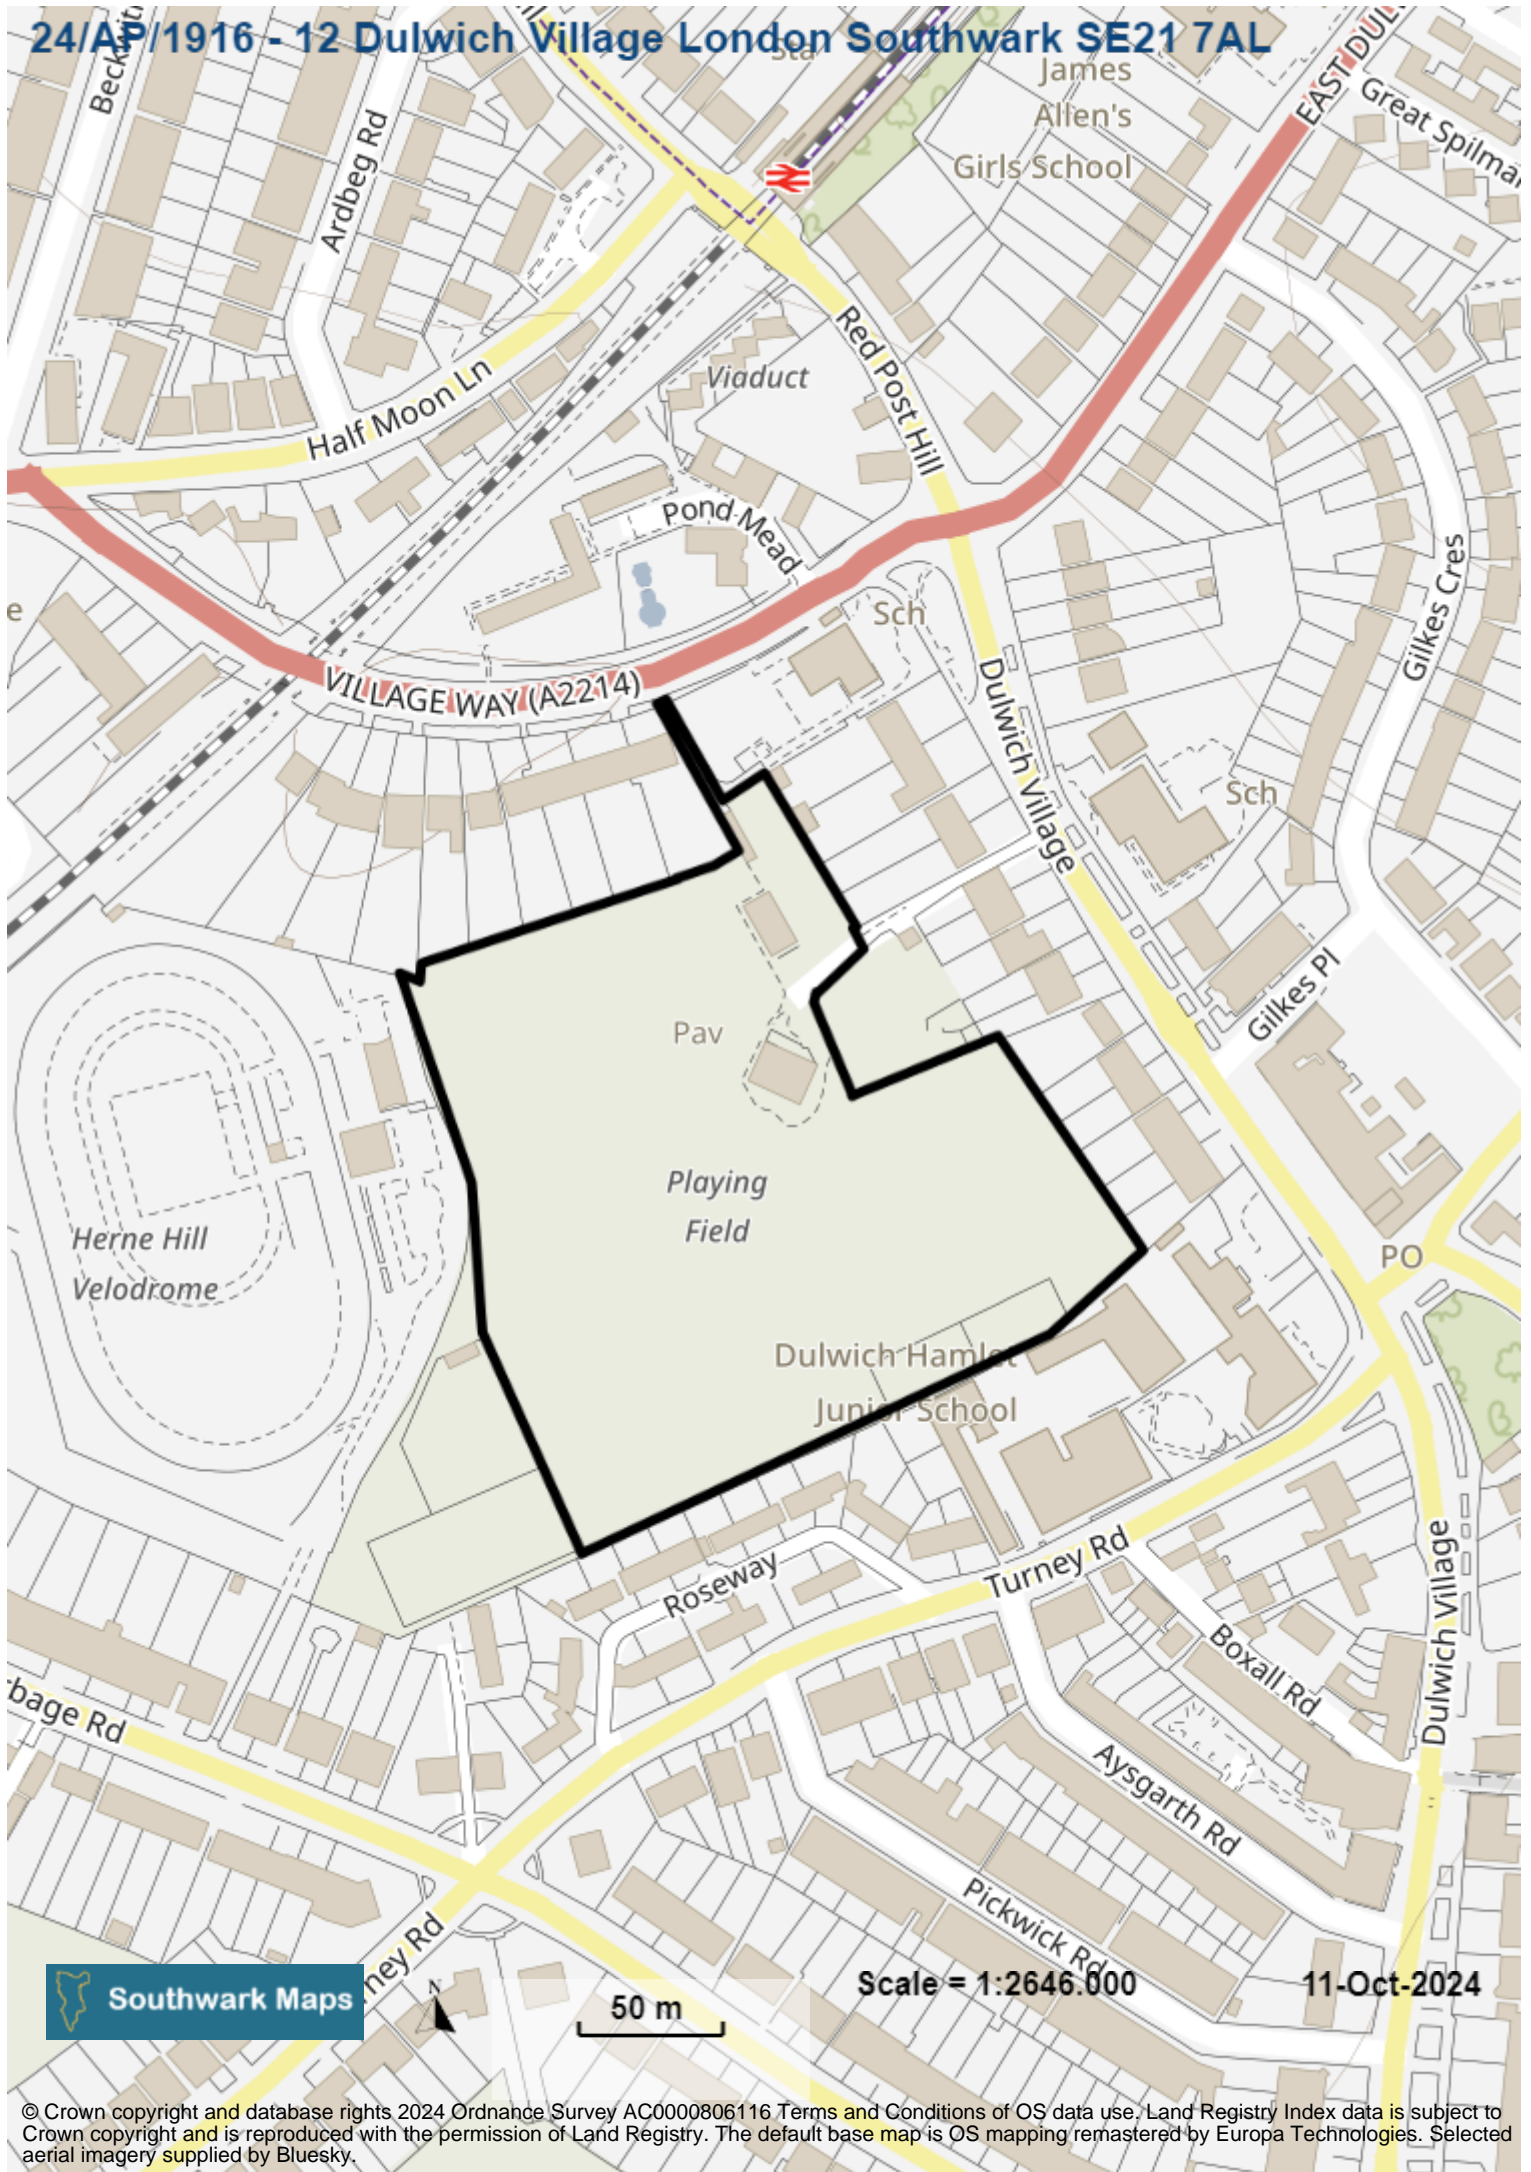 24/AP/1916 - 12 Dulwich Village London Southwark SE21 7AL
Sta
James
Allen's
Girls School
EAST DUL
Great Spilma
Ardbeg Rd
Red Post Hill
Viaduct
Half Moon Ln
Pond Mead
Gilkes Cres
e
Sch
VILLAGE WAY (A2214)
Dulwich Village
Sch
Gilkes Pl
Pav
Playing
Field
Herne Hill
Velodrome
PO
Dulwich Hamlet
Junior School
Turney Rd
Roseway
Dulwich Village
Boxall Rd
bage Rd
Aysgarth Rd
Pickwick Rd
rney Rd
Southwark Maps
N
50 m
Scale = 1:2646.000
11-Oct-2024
© Crown copyright and database rights 2024 Ordnance Survey AC0000806116 Terms and Conditions of OS data use. Land Registry Index data is subject to
Crown copyright and is reproduced with the permission of Land Registry. The default base map is OS mapping remastered by Europa Technologies. Selected
aerial imagery supplied by Bluesky.